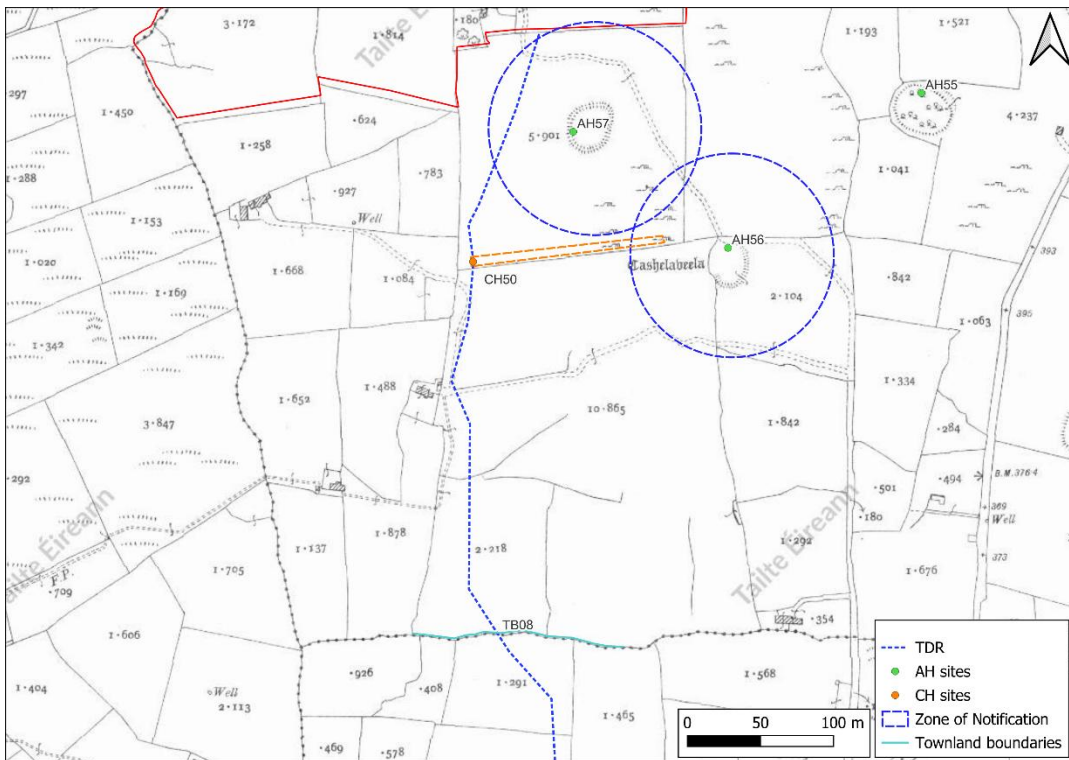 3·172
1·814
·180
1·193
1·521
Tailte Éireann
297
1·450
AH55
·624
AH57
5·901
4·237
1·258
1·288
·783
1·041
·927
Well
1·153
AH56
393
1·020
Cashelaveela
1·668
1·084
CH50
·842
1·169
2·104
395
1·063
1·342
1·488
1·334
1·652
10·865
3·847
1·842
·284
292
·494
B.M.376·4
·501
369
·180
Well
1·878
2·218
1·292
373
1·137
Tailte Éireann
Tailte Éireann
1·705
1·676
F.P.
·709
TB08
·354
1·606
·926
1·568
1·404
·408
1·291
Well
2·113
1·465
·469
·578
TDR
AH sites
CH sites
Zone of Notification
Townland boundaries
0 50 100 m